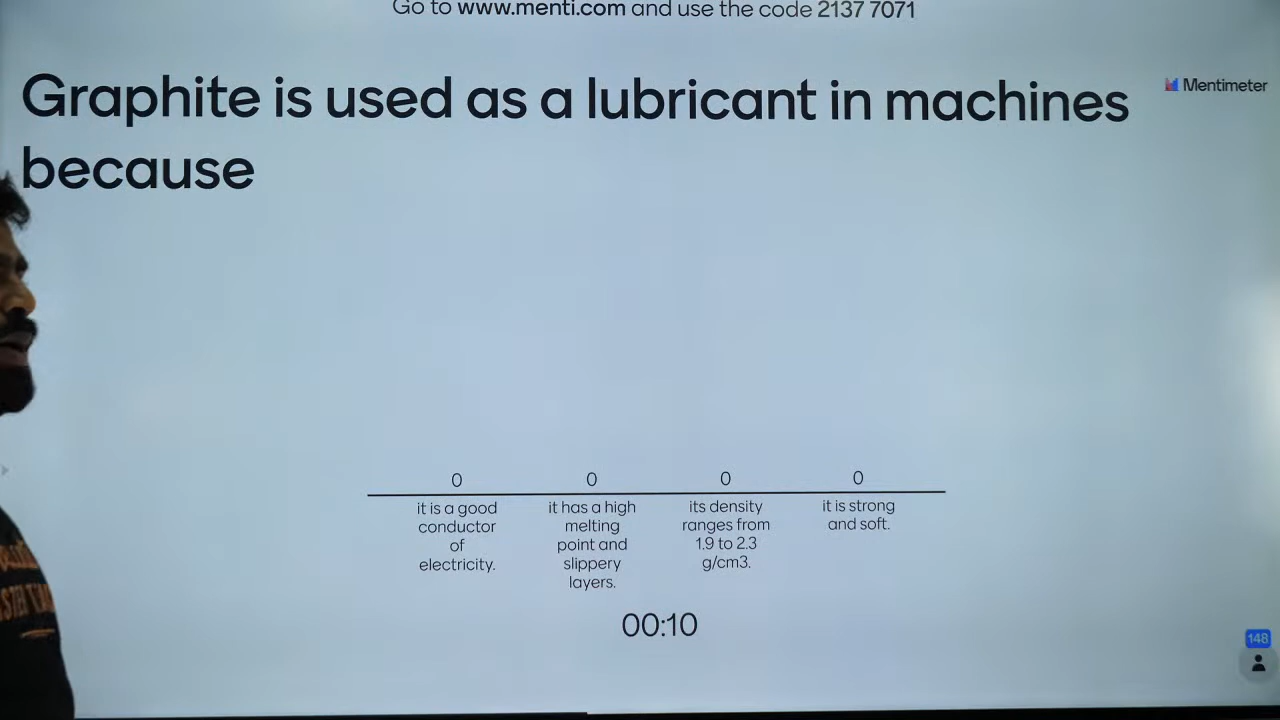 Go to www.menti.com and use the code 2137 7071
Graphite is used as a lubricant in machines
because
Mentimeter
0
0
0
0
it is a good
conductor
of
electricity.
it has a high
melting
point and
slippery
layers.
its density
ranges from
1.9 to 2.3
g/cm3.
it is strong
and soft.
00:10
148